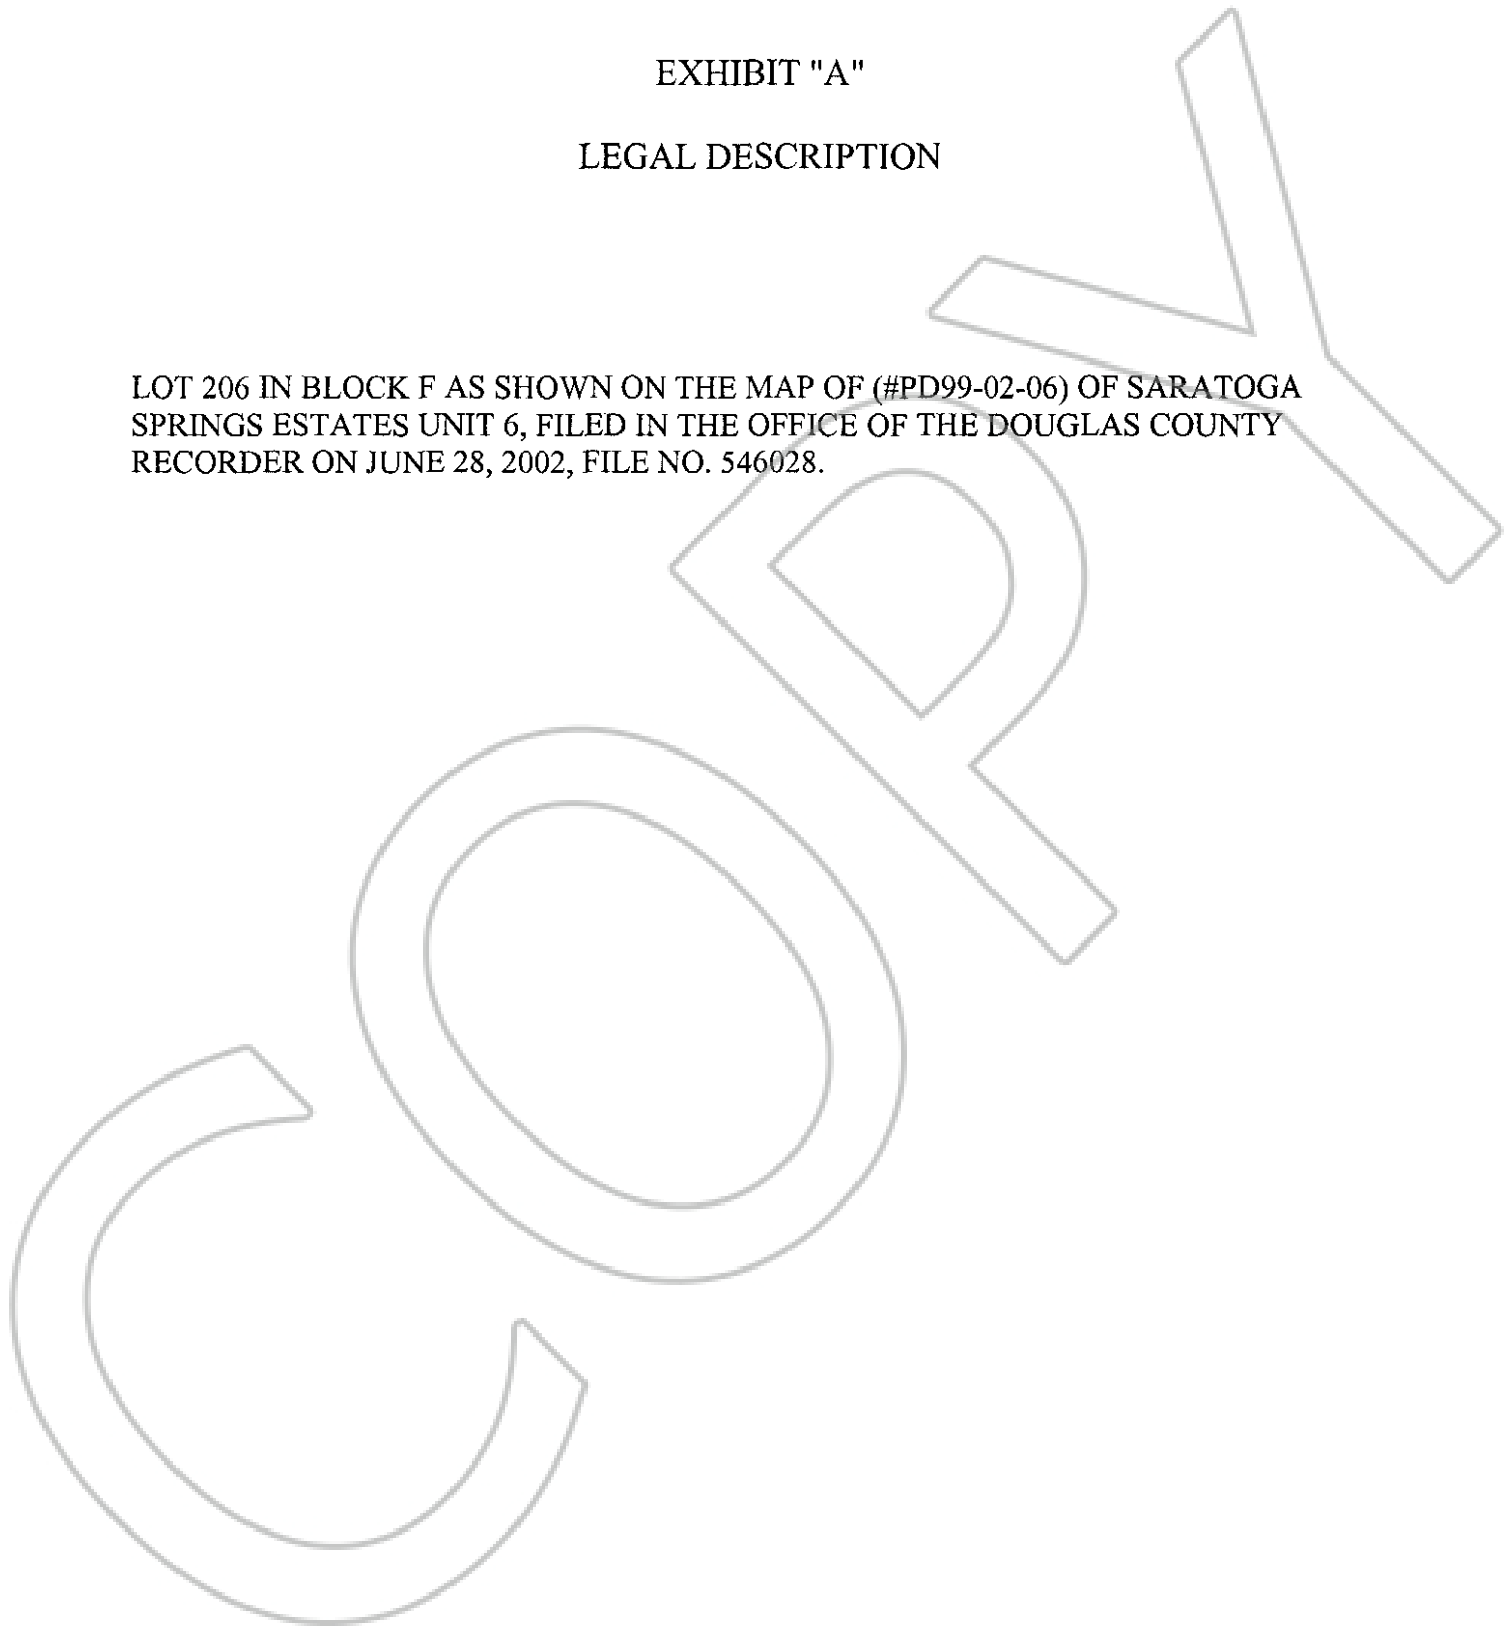 EXHIBIT "A"
LEGAL DESCRIPTION
LOT 206 IN BLOCK F AS SHOWN ON THE MAP OF (#PD99-02-06) OF SARATOGA
SPRINGS ESTATES UNIT 6, FILED IN THE OFFICE OF THE DOUGLAS COUNTY
RECORDER ON JUNE 28, 2002, FILE NO. 546028.
COPY